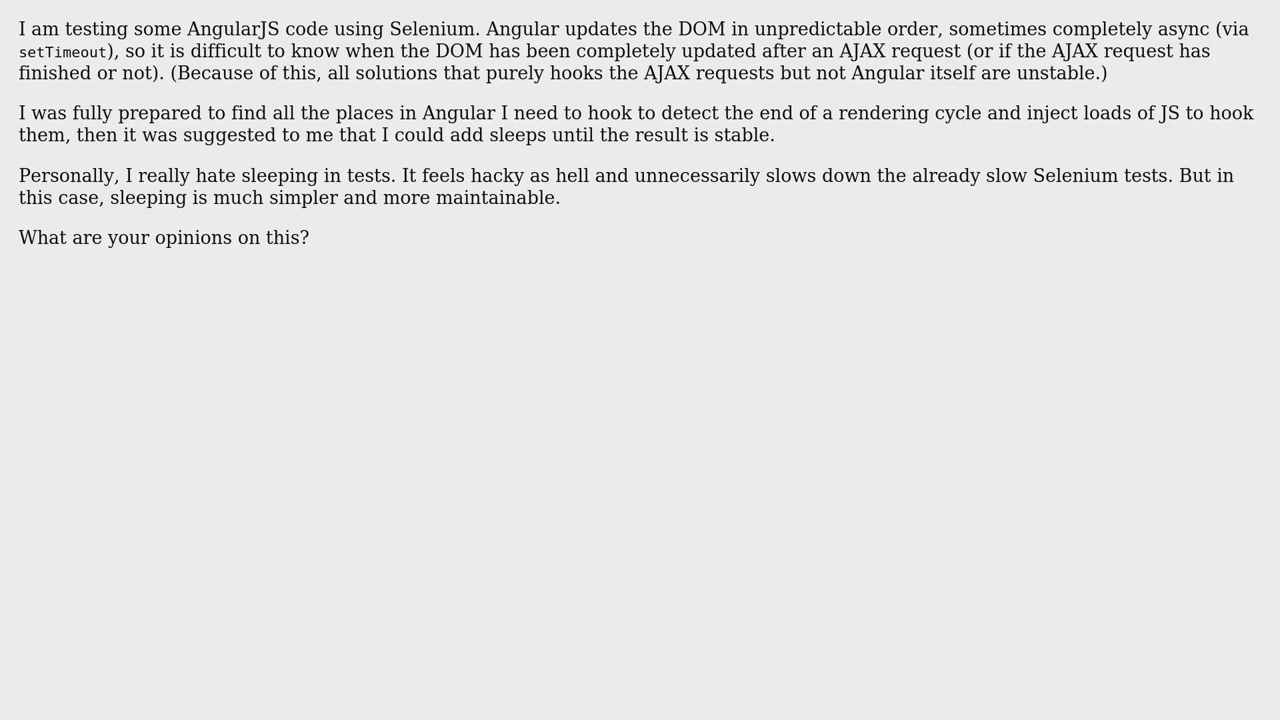 I am testing some AngularJS code using Selenium. Angular updates the DOM in unpredictable order, sometimes completely async (via
setTimeout), so it is difficult to know when the DOM has been completely updated after an AJAX request (or if the AJAX request has
finished or not). (Because of this, all solutions that purely hooks the AJAX requests but not Angular itself are unstable.)
I was fully prepared to find all the places in Angular I need to hook to detect the end of a rendering cycle and inject loads of JS to hook
them, then it was suggested to me that I could add sleeps until the result is stable.
Personally, I really hate sleeping in tests. It feels hacky as hell and unnecessarily slows down the already slow Selenium tests. But in
this case, sleeping is much simpler and more maintainable.
What are your opinions on this?